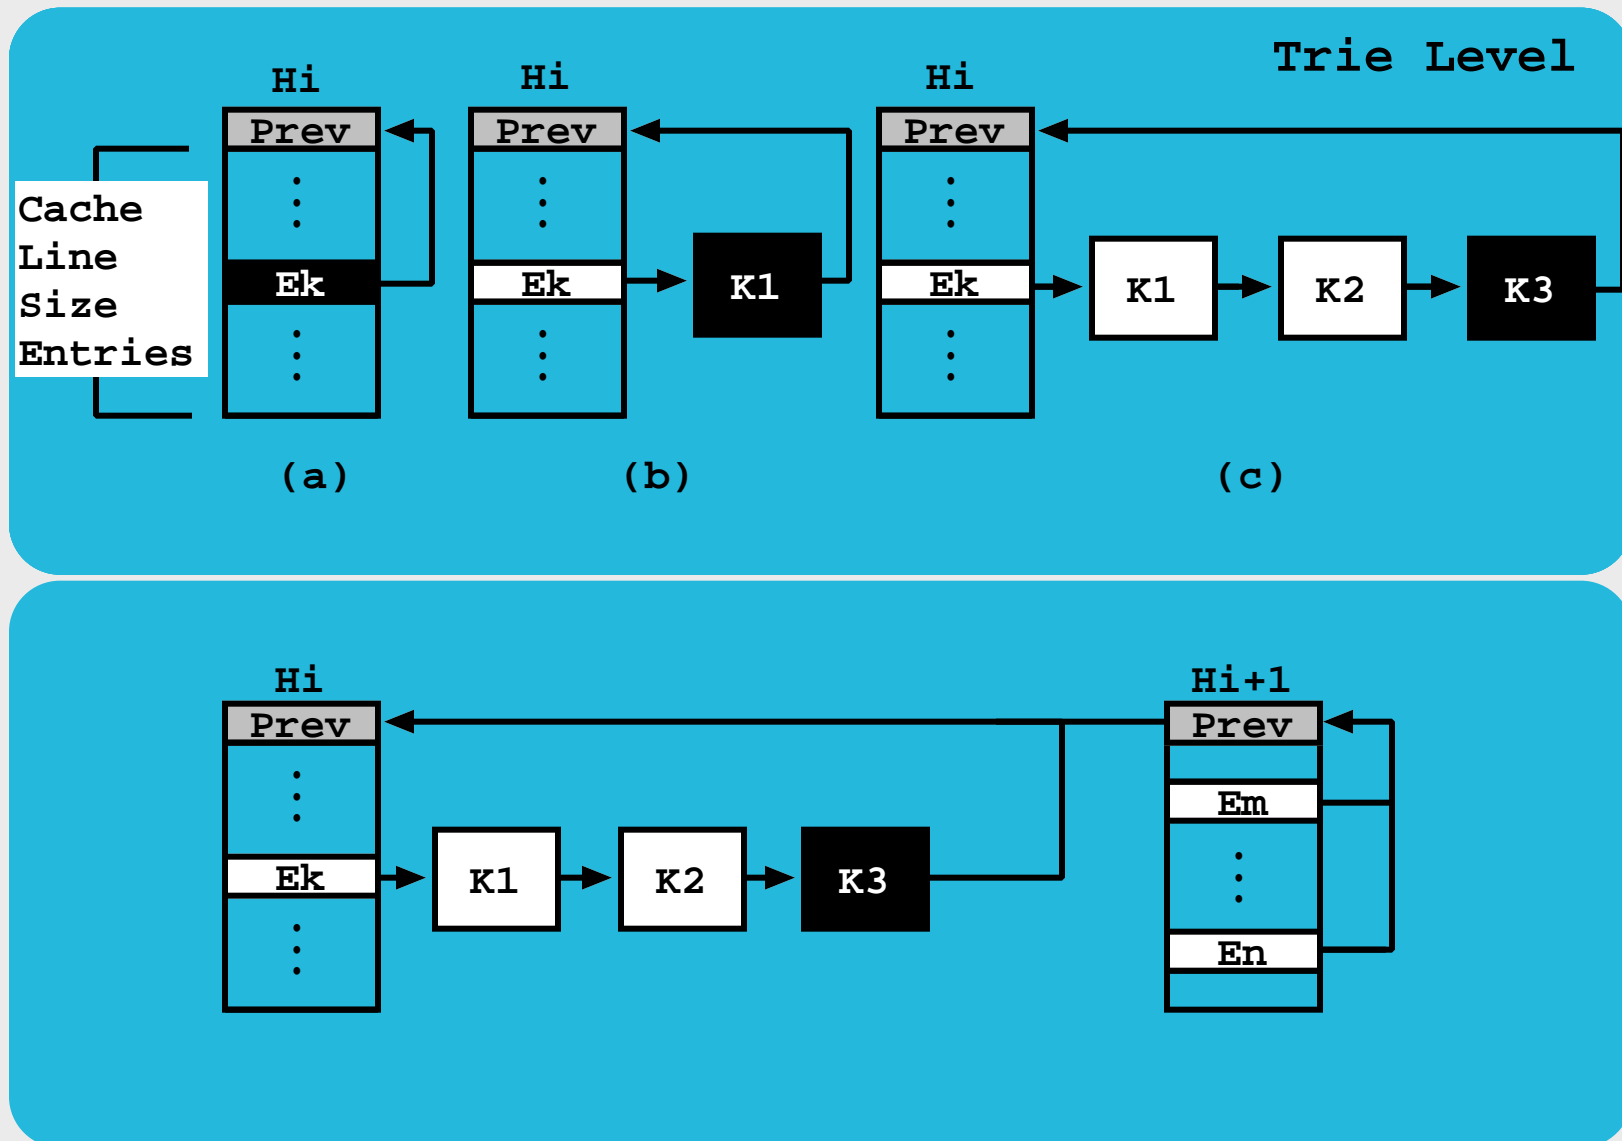 Trie Level
Hi
Hi
Hi
Prev
Prev
Prev
Cache
Line
Size
Entries
Ek
Ek
K1
Ek
K1
K2
K3
(a)
(b)
(c)
Hi
Hi+1
Prev
Prev
Em
Ek
K1
K2
K3
En